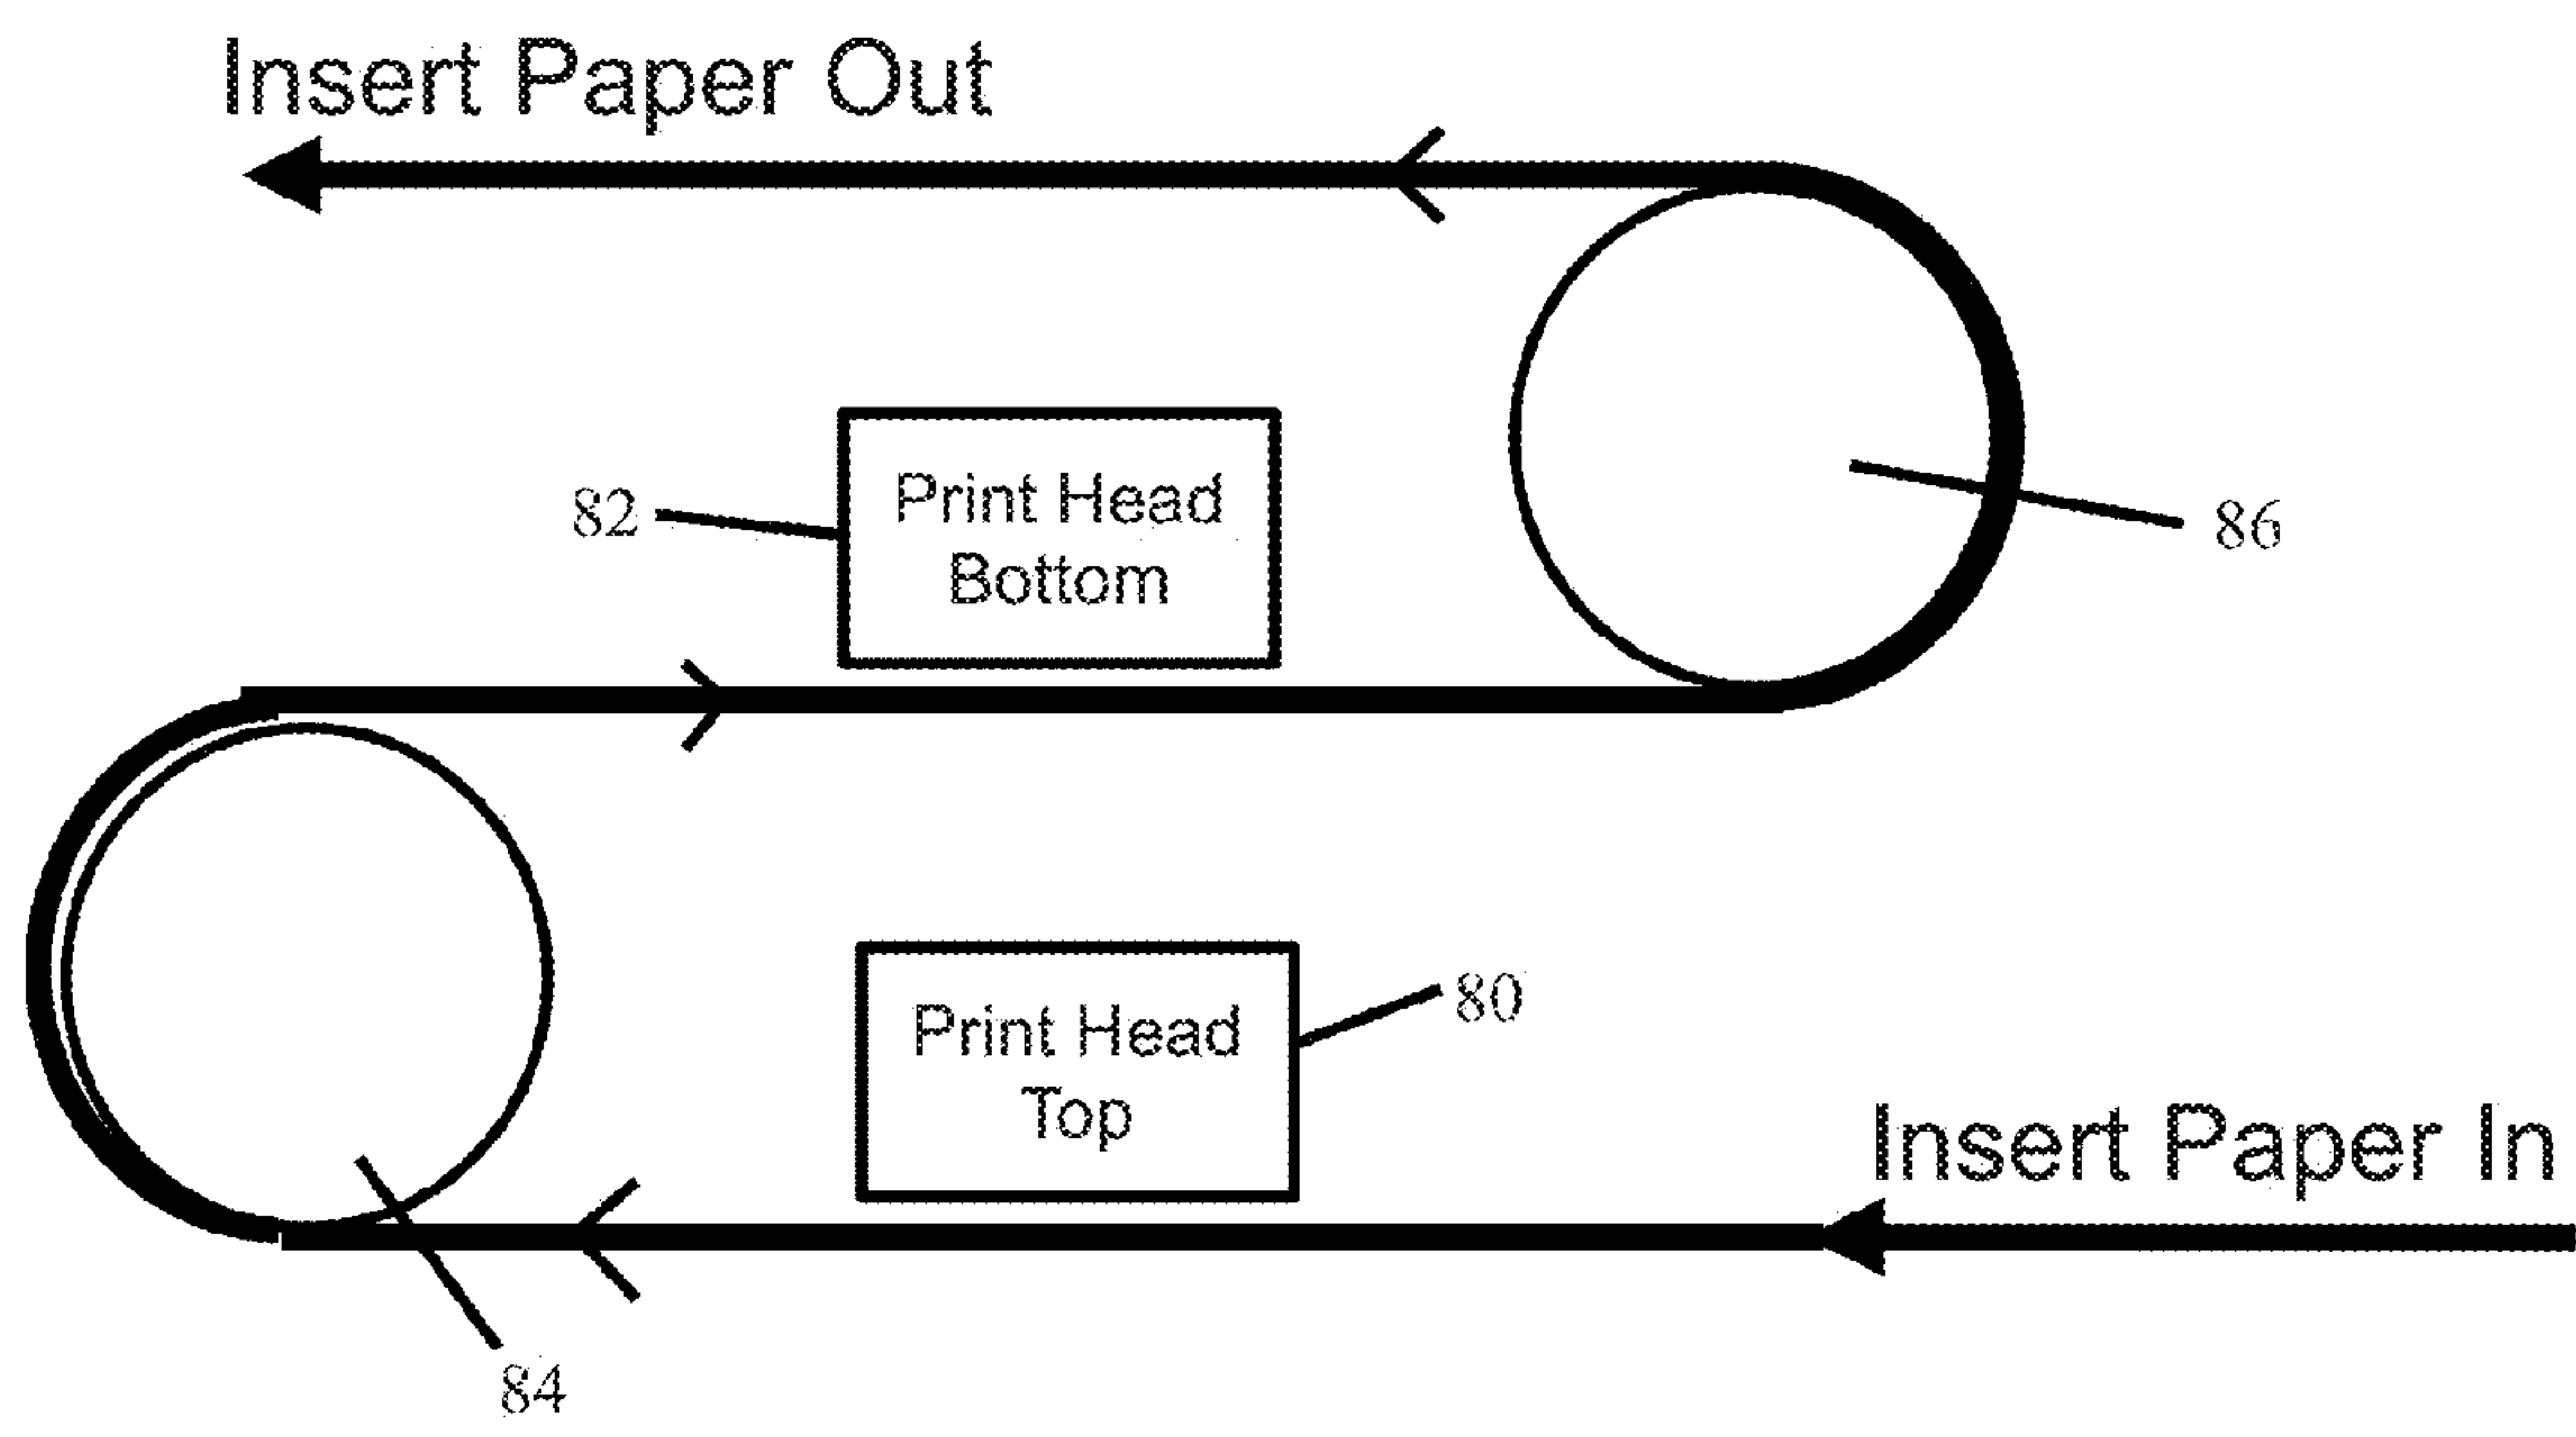 Insert Paper Out
82
Print Head
Bottom
86
Print Head
Top
80
Insert Paper In
84